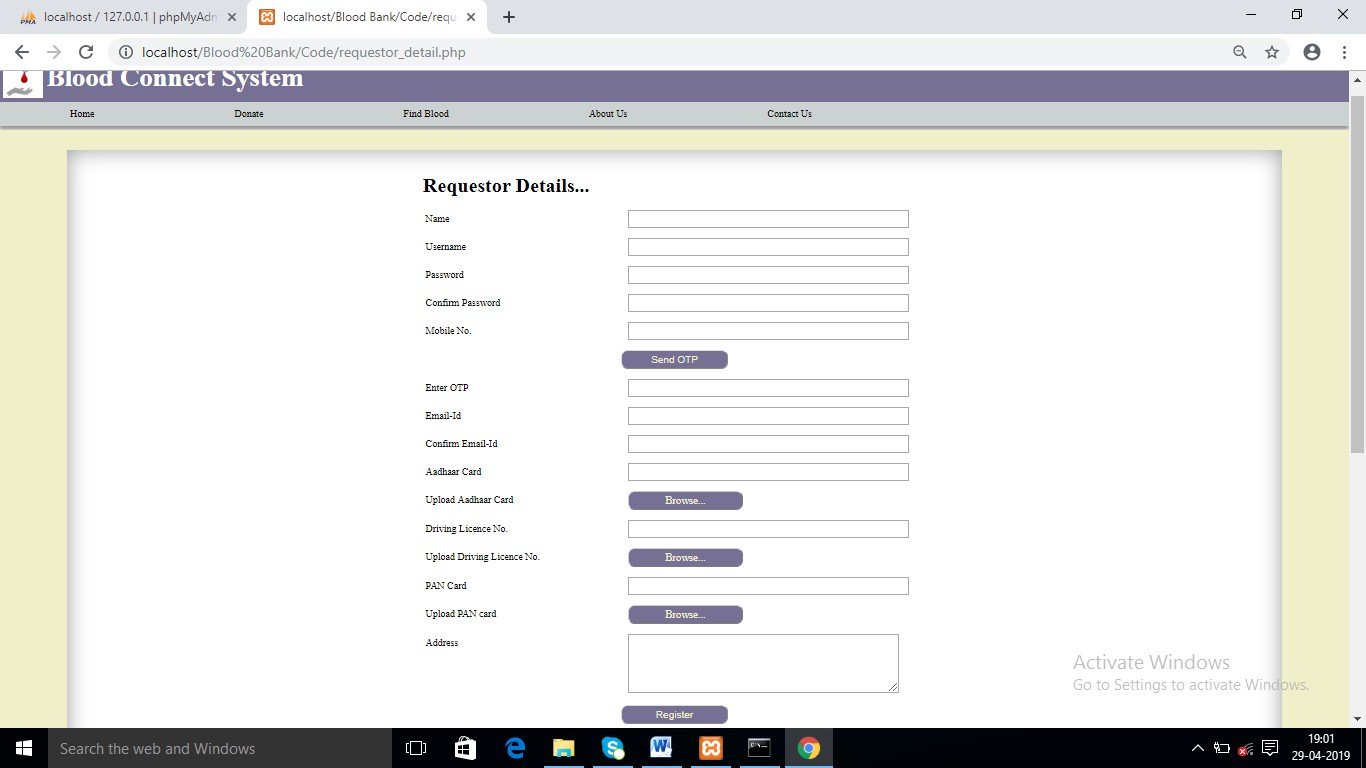 localhost / 127.0.0.1 | phpMyAdm
localhost/Blood Bank/Code/requ
localhost/Blood%20Bank/Code/requestor_detail.php
Blood Connect System
Home Donate Find Blood About Us Contact Us
Requestor Details...
Name
Username
Password
Confirm Password
Mobile No.
Send OTP
Enter OTP
Email-Id
Confirm Email-Id
Aadhaar Card
Upload Aadhaar Card Browse...
Driving Licence No.
Upload Driving Licence No. Browse...
PAN Card
Upload PAN card Browse...
Address
Register
Activate Windows
Go to Settings to activate Windows.
Search the web and Windows
19:01
29-04-2019